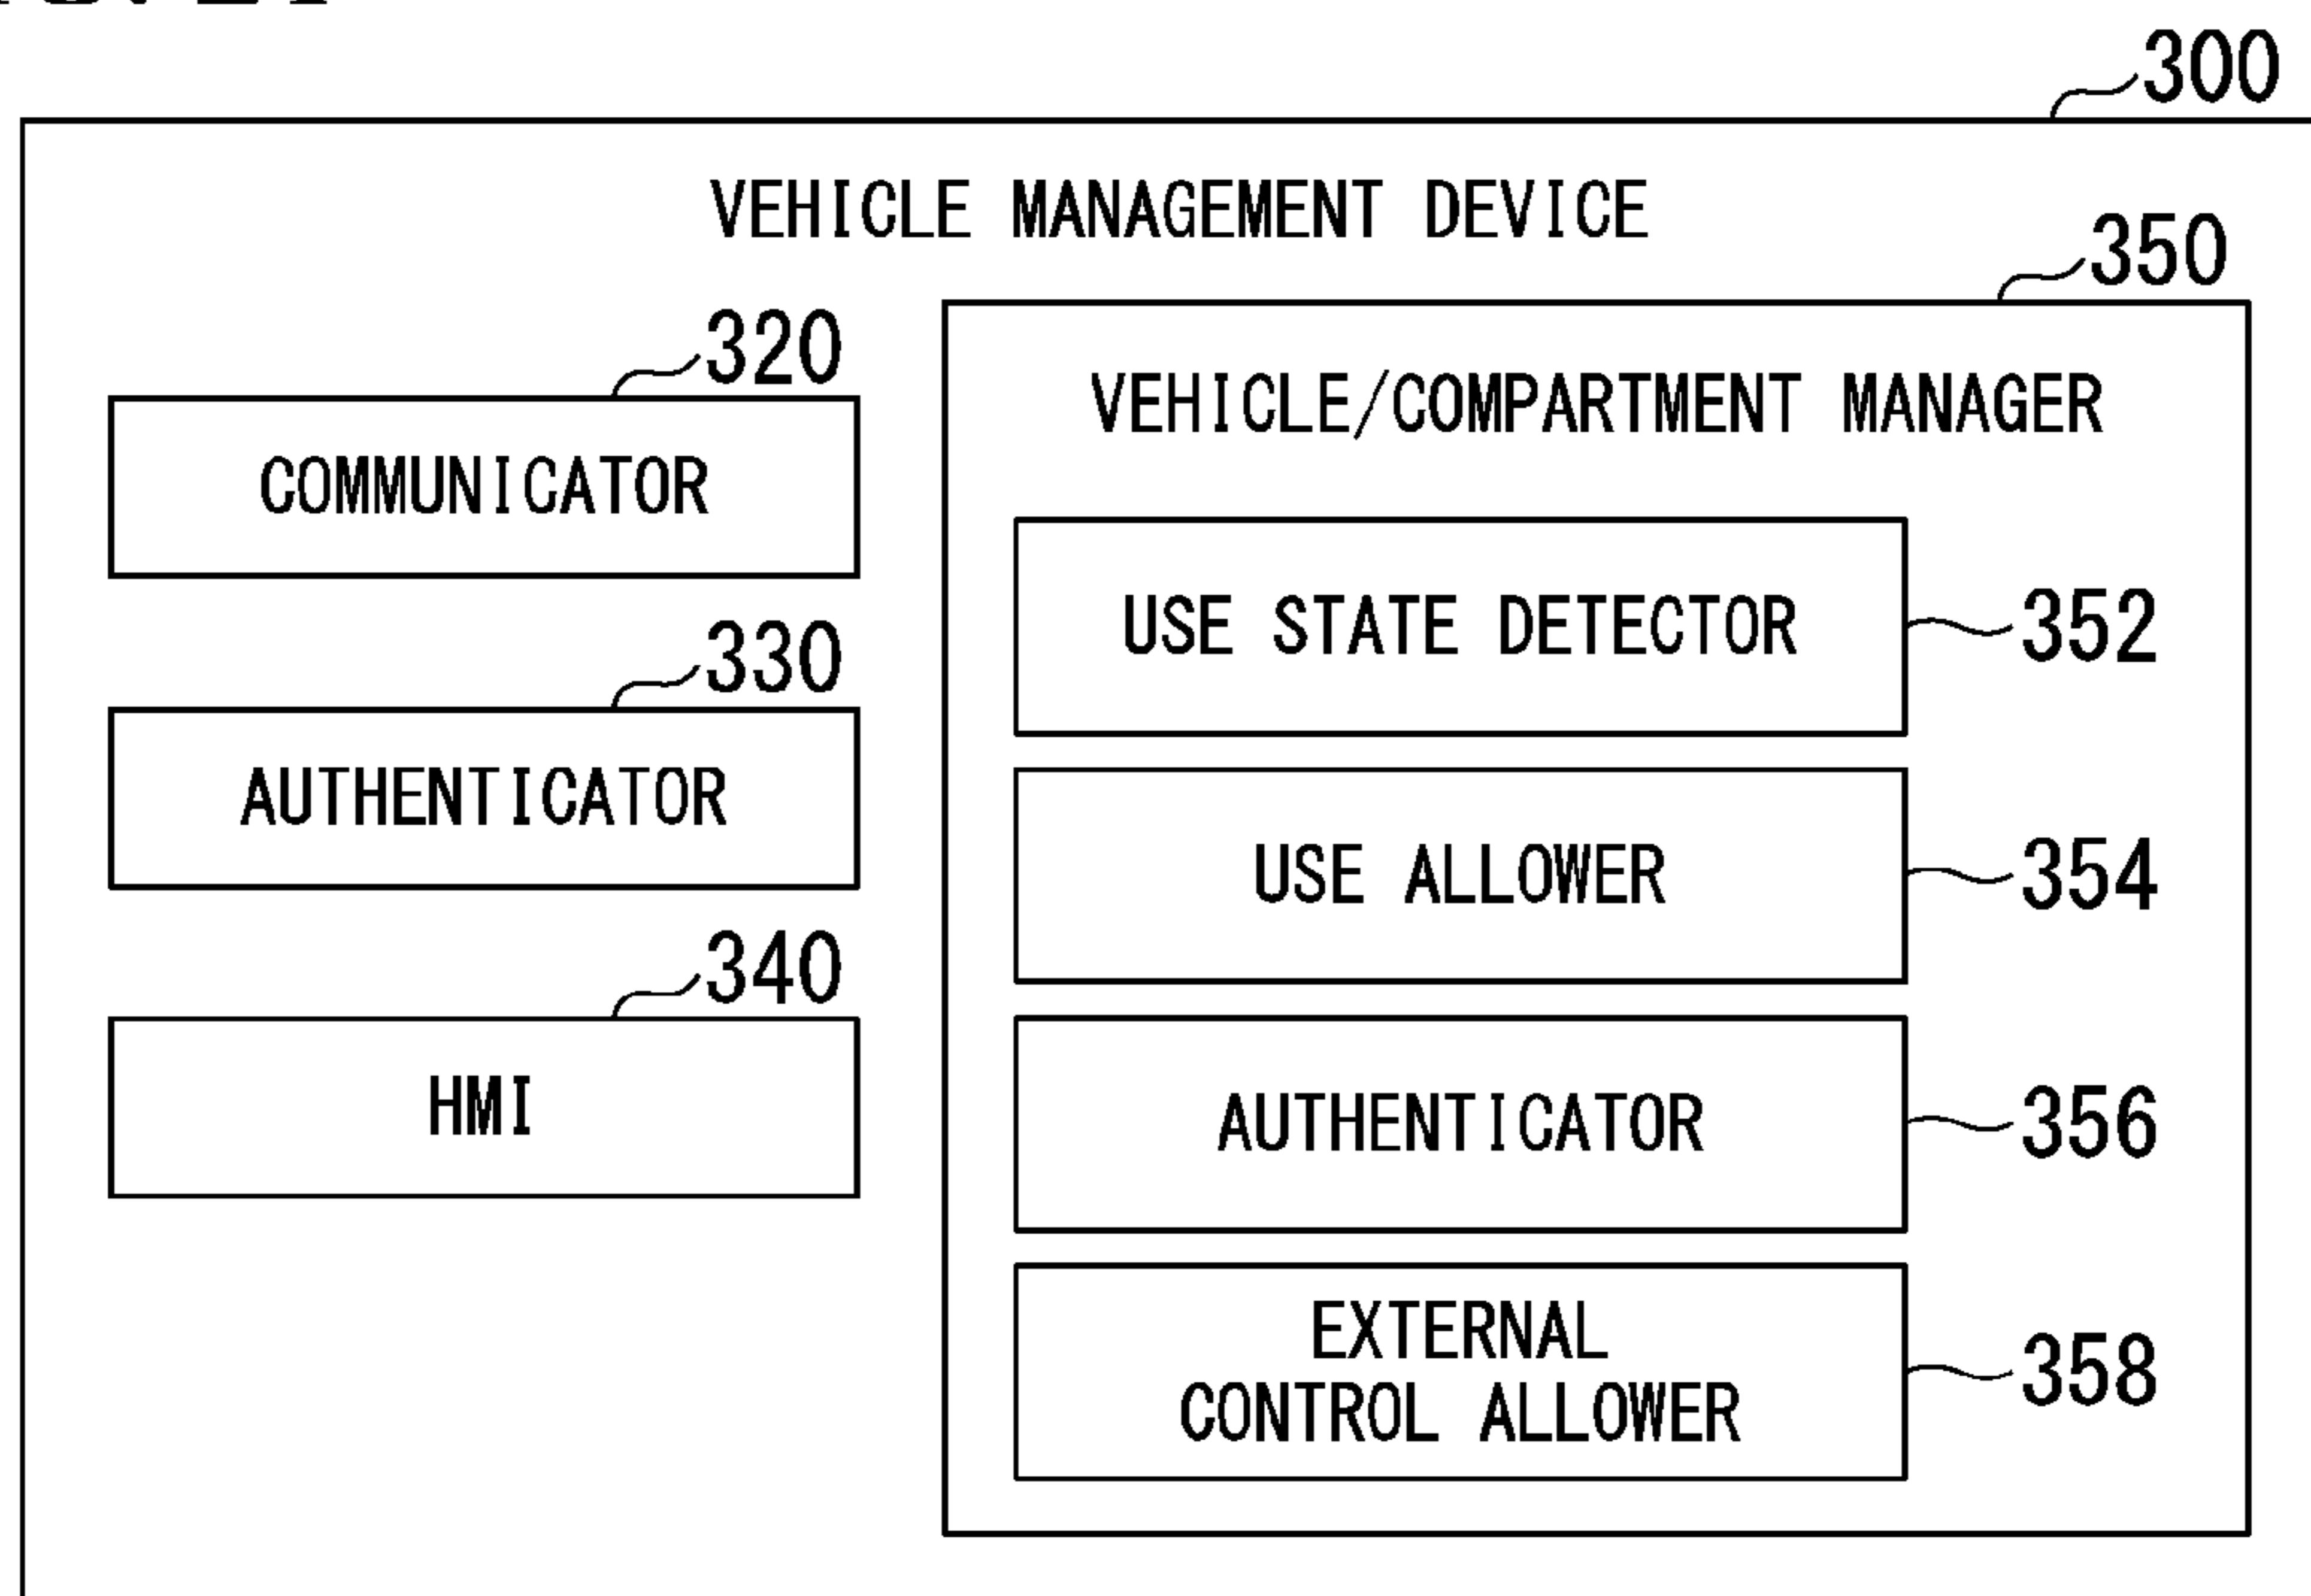 300
VEHICLE MANAGEMENT DEVICE
350
320
VEHICLE/COMPARTMENT MANAGER
COMMUNICATOR
USE STATE DETECTOR
352
330
AUTHENTICATOR
USE ALLOWER
354
340
HMI
AUTHENTICATOR
356
EXTERNAL
CONTROL ALLOWER
358